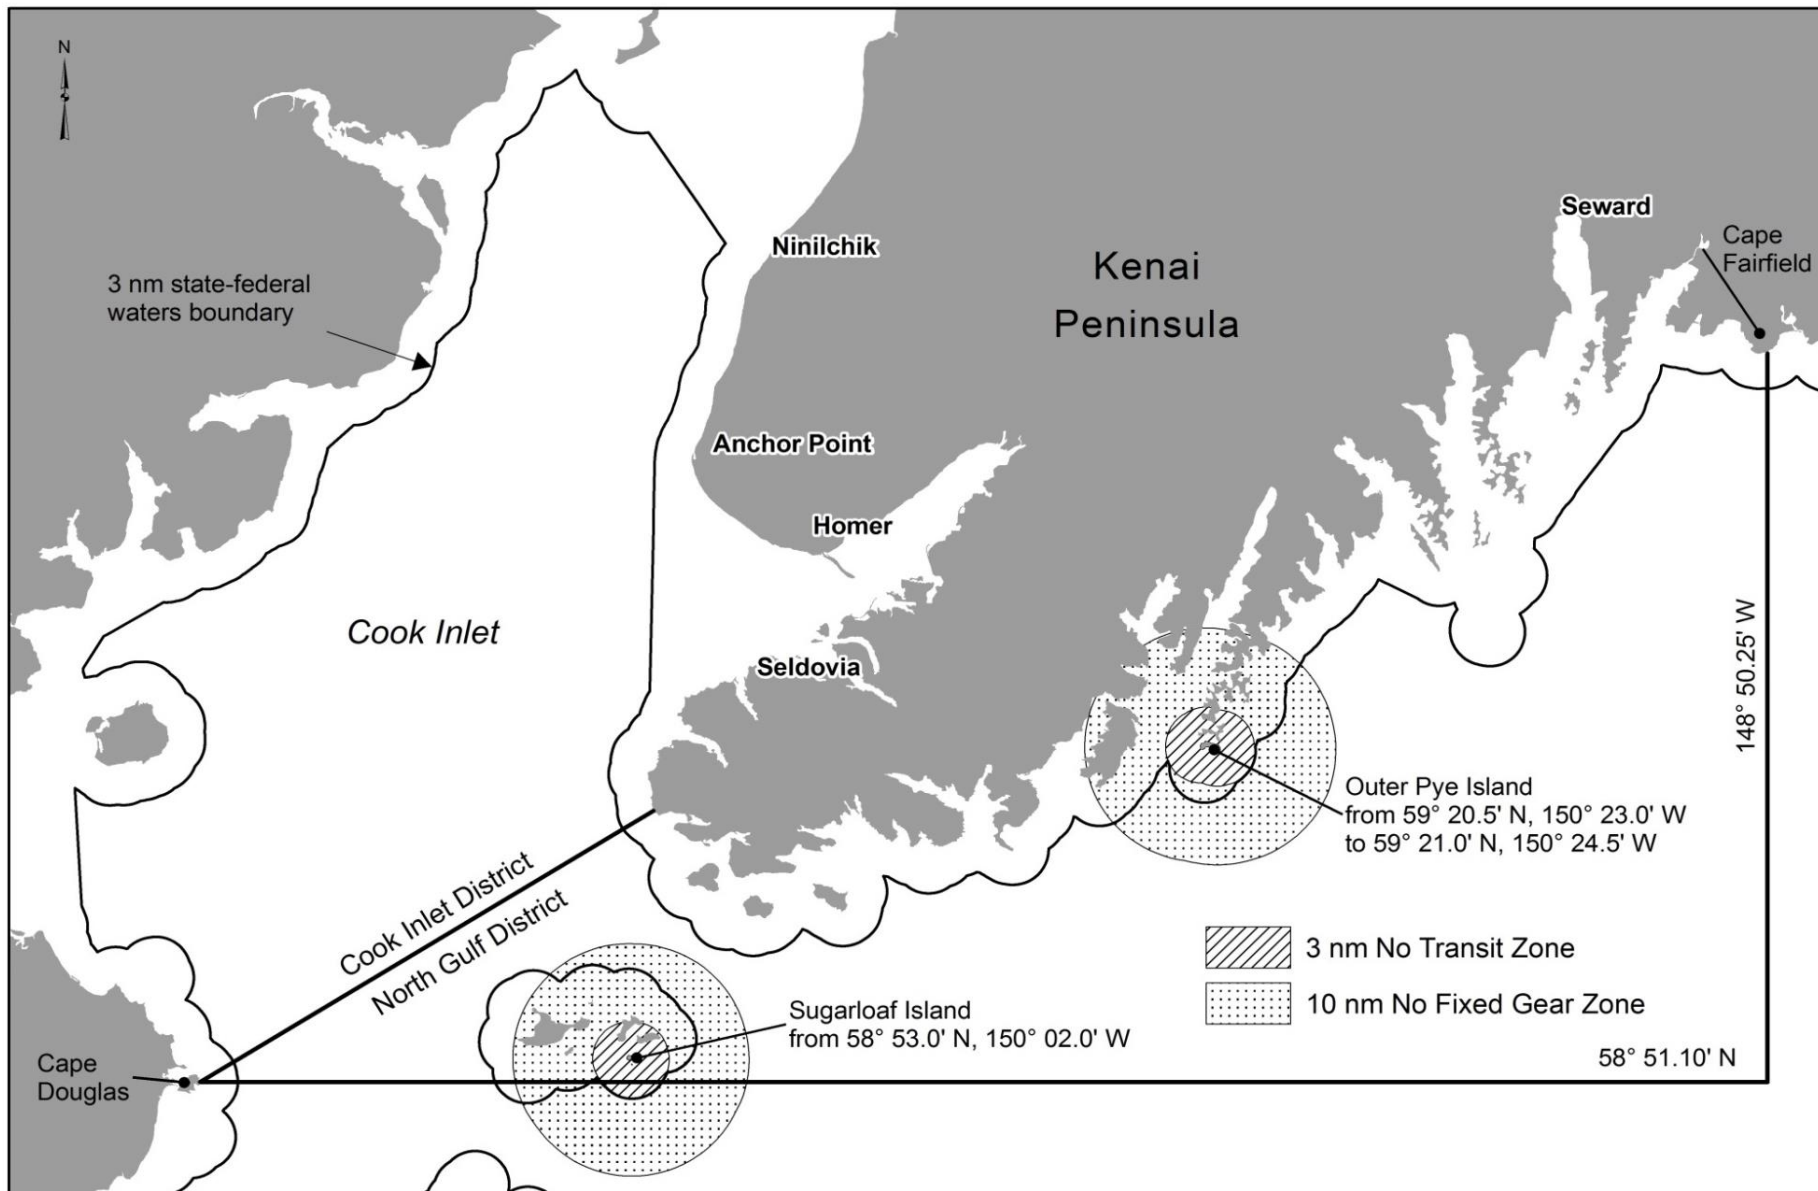 N
Seward
Cape
Fairfield
Ninilchik
Kenai
Peninsula
3 nm state-federal
waters boundary
Anchor Point
Homer
Cook Inlet
Seldovia
148° 50.25' W
Outer Pye Island
from 59° 20.5' N, 150° 23.0' W
to 59° 21.0' N, 150° 24.5' W
Cook Inlet District
North Gulf District
3 nm No Transit Zone
10 nm No Fixed Gear Zone
Sugarloaf Island
from 58° 53.0' N, 150° 02.0' W
58° 51.10' N
Cape
Douglas